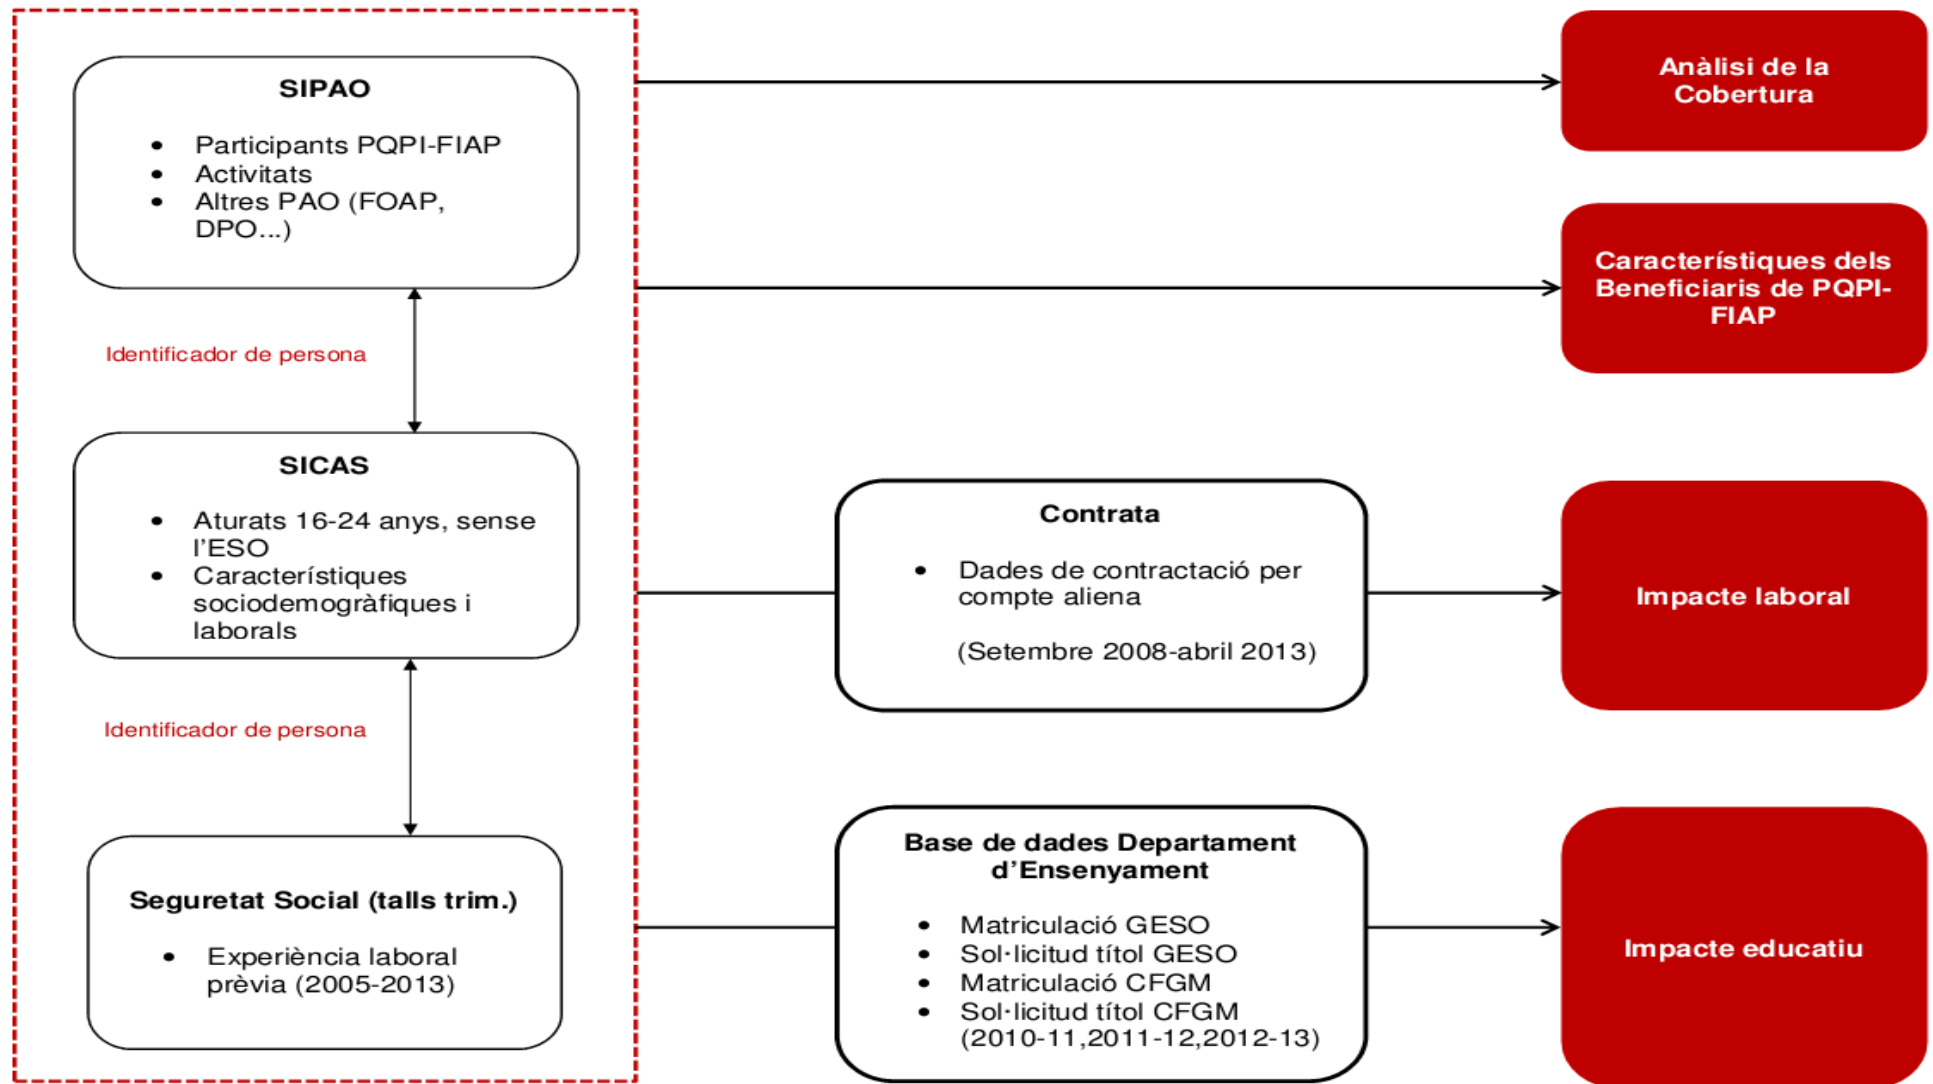 SIPAO
• Participants PQPI-FIAP
• Activitats
• Altres PAO (FOAP,
DPO...)
Identificador de persona
SICAS
• Aturats 16-24 anys, sense
l'ESO
• Característiques
sociodemogràfiques i
laborals
Identificador de persona
Seguretat Social (talls trim.)
• Experiència laboral
prèvia (2005-2013)
Contrata
• Dades de contractació per
compte aliena
(Setembre 2008-abril 2013)
Base de dades Departament
d'Ensenyament
• Matriculació GESO
• Sol·licitud títol GESO
• Matriculació CFGM
• Sol·licitud títol CFGM
(2010-11,2011-12,2012-13)
Anàlisi de la
Cobertura
Característiques dels
Beneficiaris de PQPI-
FIAP
Impacte laboral
Impacte educatiu